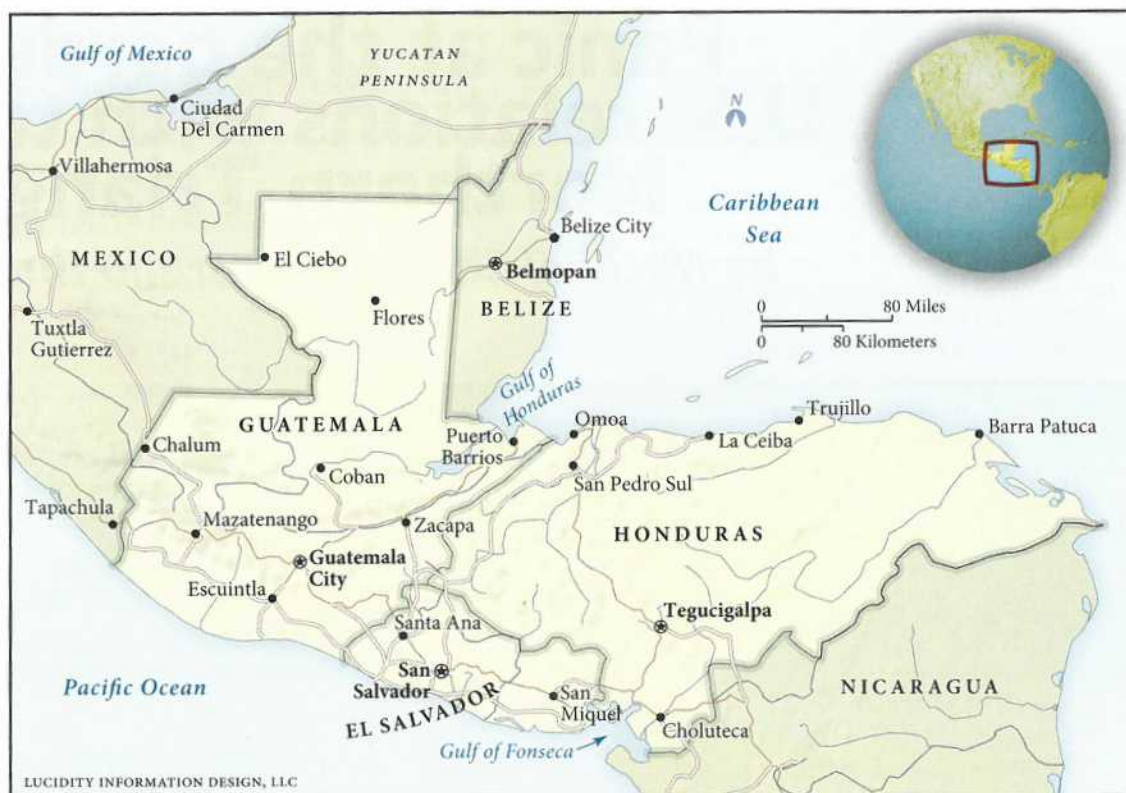 Gulf of Mexico
YUCATAN
PENINSULA
N
Ciudad
Del Carmen
Villahermosa
Caribbean
Sea
Belize City
MEXICO
El Ciebo
Belmopan
Flores
BELIZE
0 80 Miles
0 80 Kilometers
Tuxtla
Gutierrez
Gulf of
Honduras
GUATEMALA
Omoa
Trujillo
Puerto
Barrios
La Ceiba
Barra Patuca
Chalum
Coban
San Pedro Sul
Tapachula
Mazatenango
Zacapa
HONDURAS
Guatemala
City
Escuintla
Tegucigalpa
Santa Ana
San
Salvador
Pacific Ocean
EL SALVADOR
San
Miquel
NICARAGUA
Choluteca
Gulf of Fonseca
LUCIDITY INFORMATION DESIGN, LLC